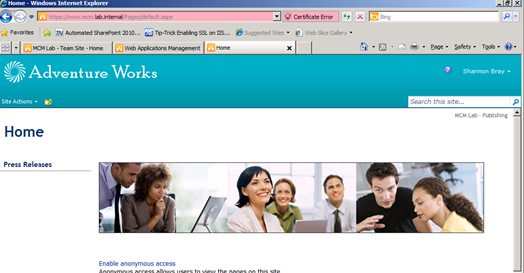 Home - Windows Internet Explorer
https://www.mcm.lab.internal/Pages/default.aspx
Certificate Error
Bing
Favorites
Automated SharePoint 2010...
Tip-Trick Enabling SSL on IIS...
Suggested Sites
Web Slice Gallery
MCM Lab - Team Site - Home
Web Applications Management
Home
Page
Safety
Tools
Adventure Works
Shannon Bray
Site Actions
Search this site...
MCM Lab - Publishing
Home
Press Releases
Enable anonymous access
Anonymous access allows users to view the pages on this site